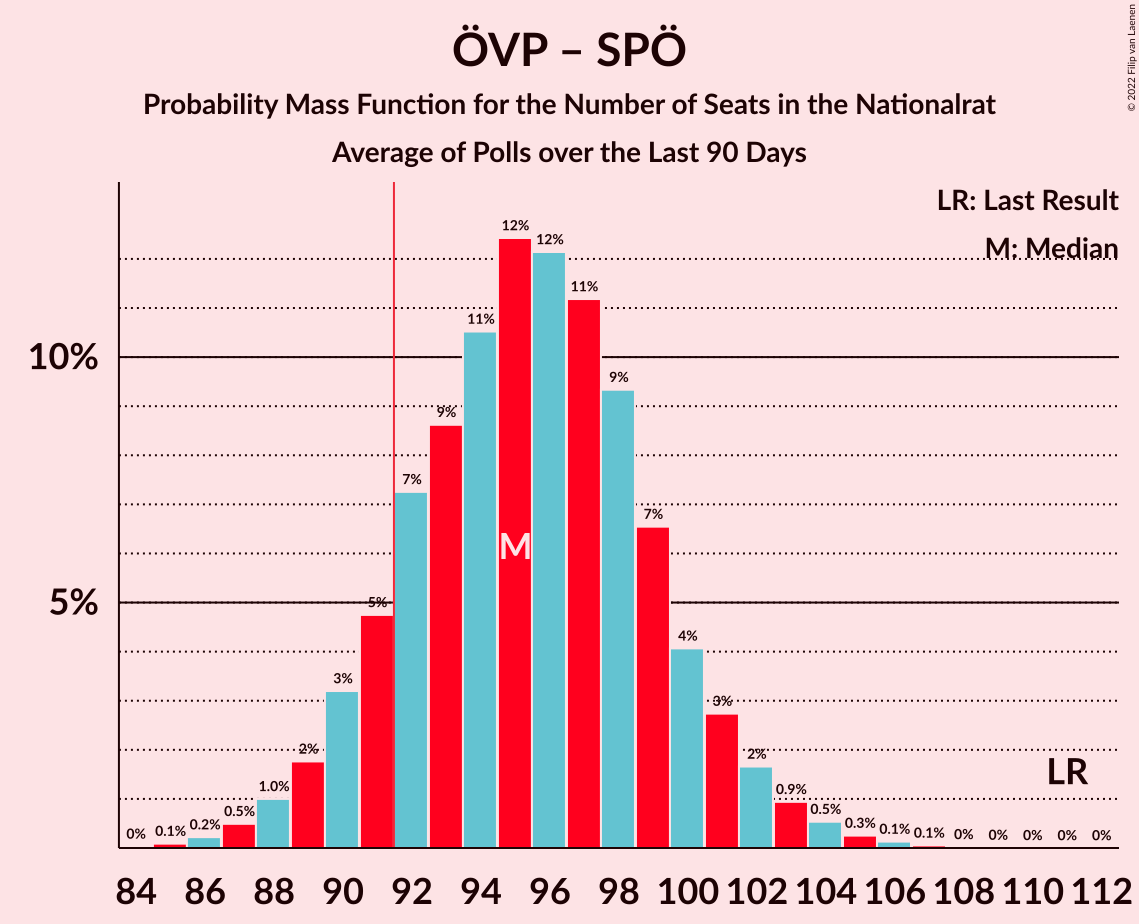 ÖVP – SPÖ
Probability Mass Function for the Number of Seats in the Nationalrat
Average of Polls over the Last 90 Days
© 2022 Filip van Laenen
LR: Last Result
M: Median
10%
5%
0% 0.1% 0.2% 0.5% 1.0% 2% 3% 5% 7% 9% 11% 12% 12% 11% 9% 7% 4% 3% 2% 0.9% 0.5% 0.3% 0.1% 0.1% 0% 0% 0% 0% 0%
M
LR
84 86 88 90 92 94 96 98 100 102 104 106 108 110 112